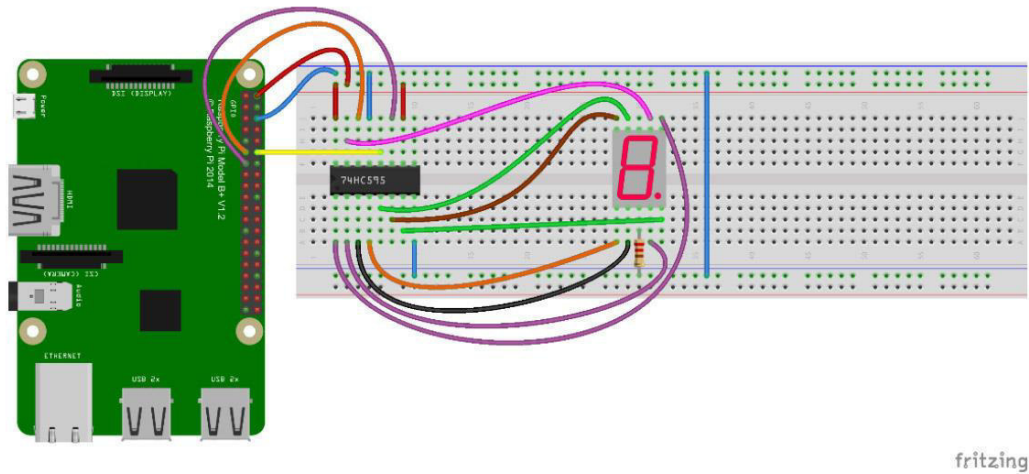 DSI (DISPLAY)
Power
GPIO
HDMI
Raspberry Pi Model B+ V1.2
© Raspberry Pi 2014
CSI (CAMERA)
Audio
ETHERNET
USB 2x
USB 2x
74HC595
fritzing